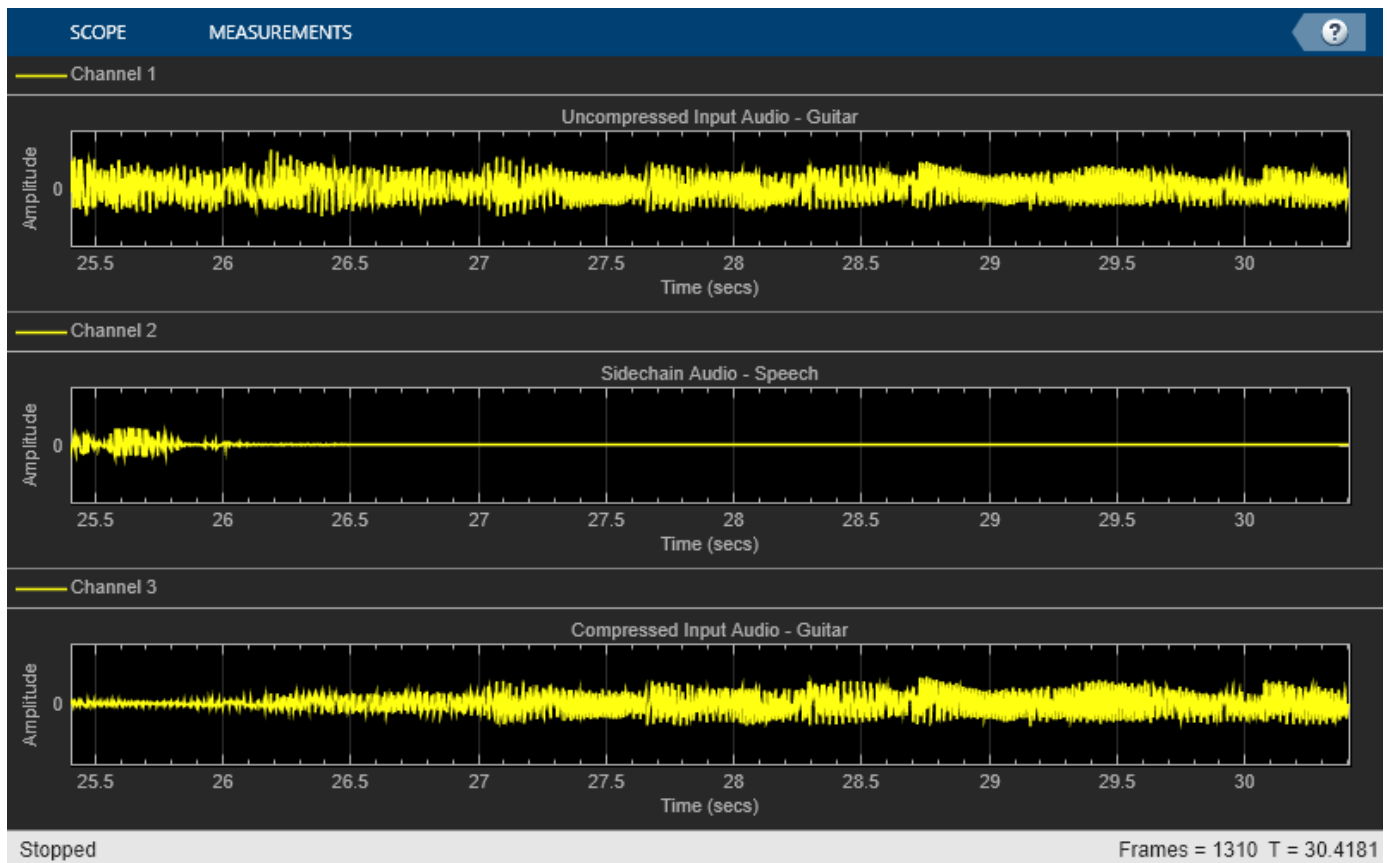 SCOPE MEASUREMENTS ?
Channel 1
Uncompressed Input Audio - Guitar
Amplitude
0
25.5 26 26.5 27 27.5 28 28.5 29 29.5 30
Time (secs)
Channel 2
Sidechain Audio - Speech
Amplitude
0
25.5 26 26.5 27 27.5 28 28.5 29 29.5 30
Time (secs)
Channel 3
Compressed Input Audio - Guitar
Amplitude
0
25.5 26 26.5 27 27.5 28 28.5 29 29.5 30
Time (secs)
Stopped Frames = 1310 T = 30.4181